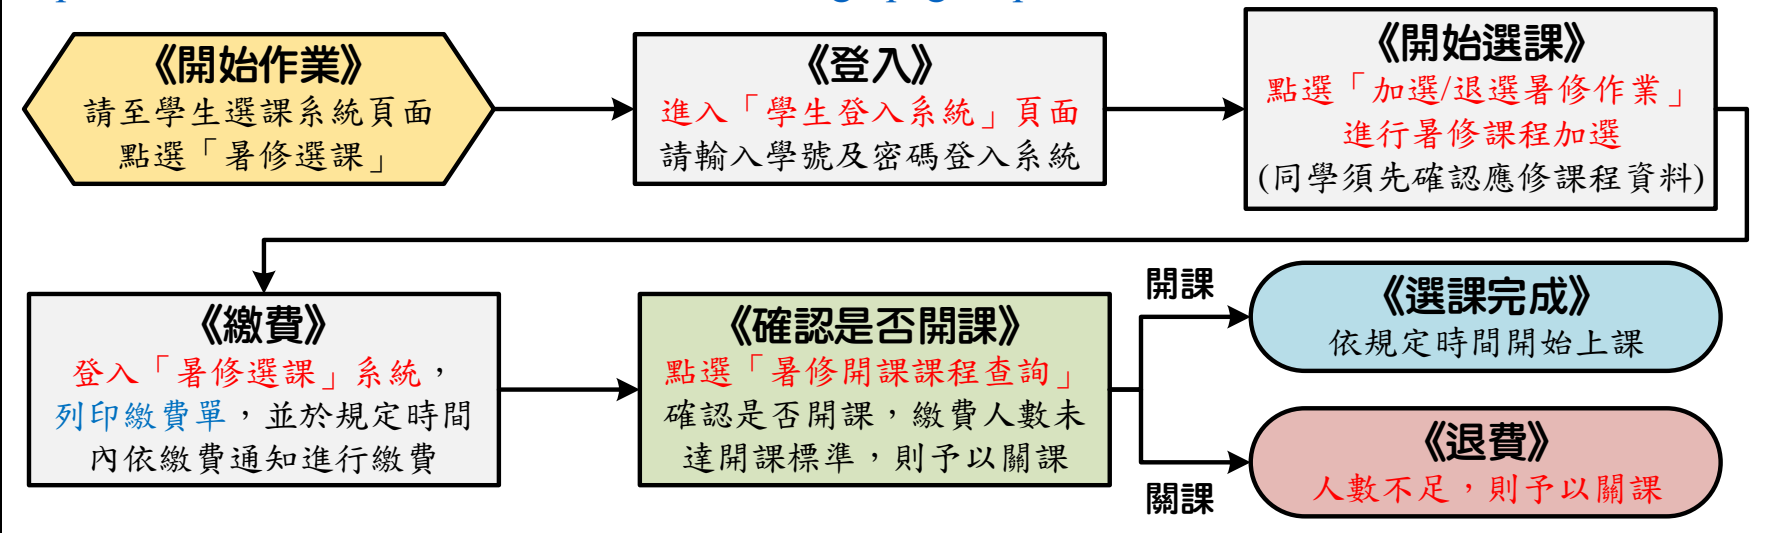 《開始作業》
請至學生選課系統頁面
點選「暑修選課」
《登入》
進入「學生登入系統」頁面
請輸入學號及密碼登入系統
《開始選課》
點選「加選/退選暑修作業」
進行暑修課程加選
(同學須先確認應修課程資料)
《繳費》
登入「暑修選課」系統，
列印繳費單，並於規定時間
內依繳費通知進行繳費
《確認是否開課》
點選「暑修開課課程查詢」
確認是否開課，繳費人數未
達開課標準，則予以關課
開課
《選課完成》
依規定時間開始上課
關課
《退費》
人數不足，則予以關課